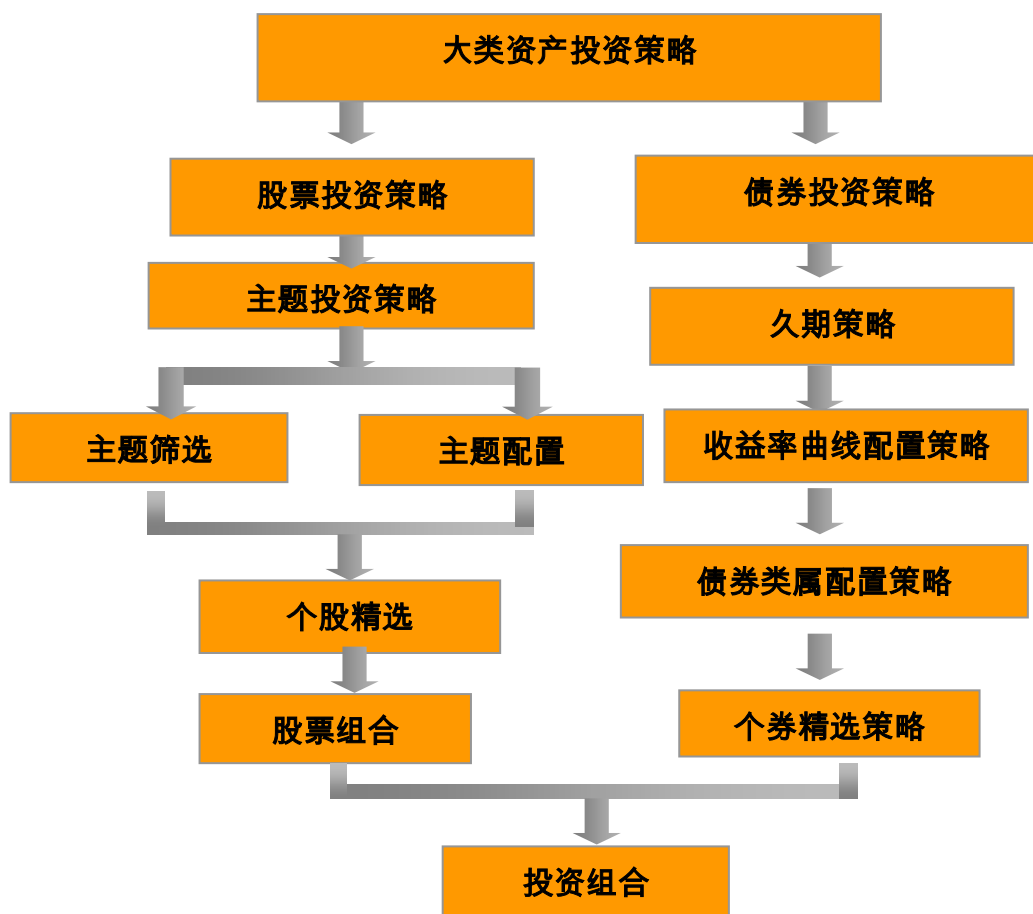 大类资产投资策略
股票投资策略
债券投资策略
主题投资策略
久期策略
主题筛选
主题配置
收益率曲线配置策略
债券类属配置策略
个股精选
股票组合
个券精选策略
投资组合